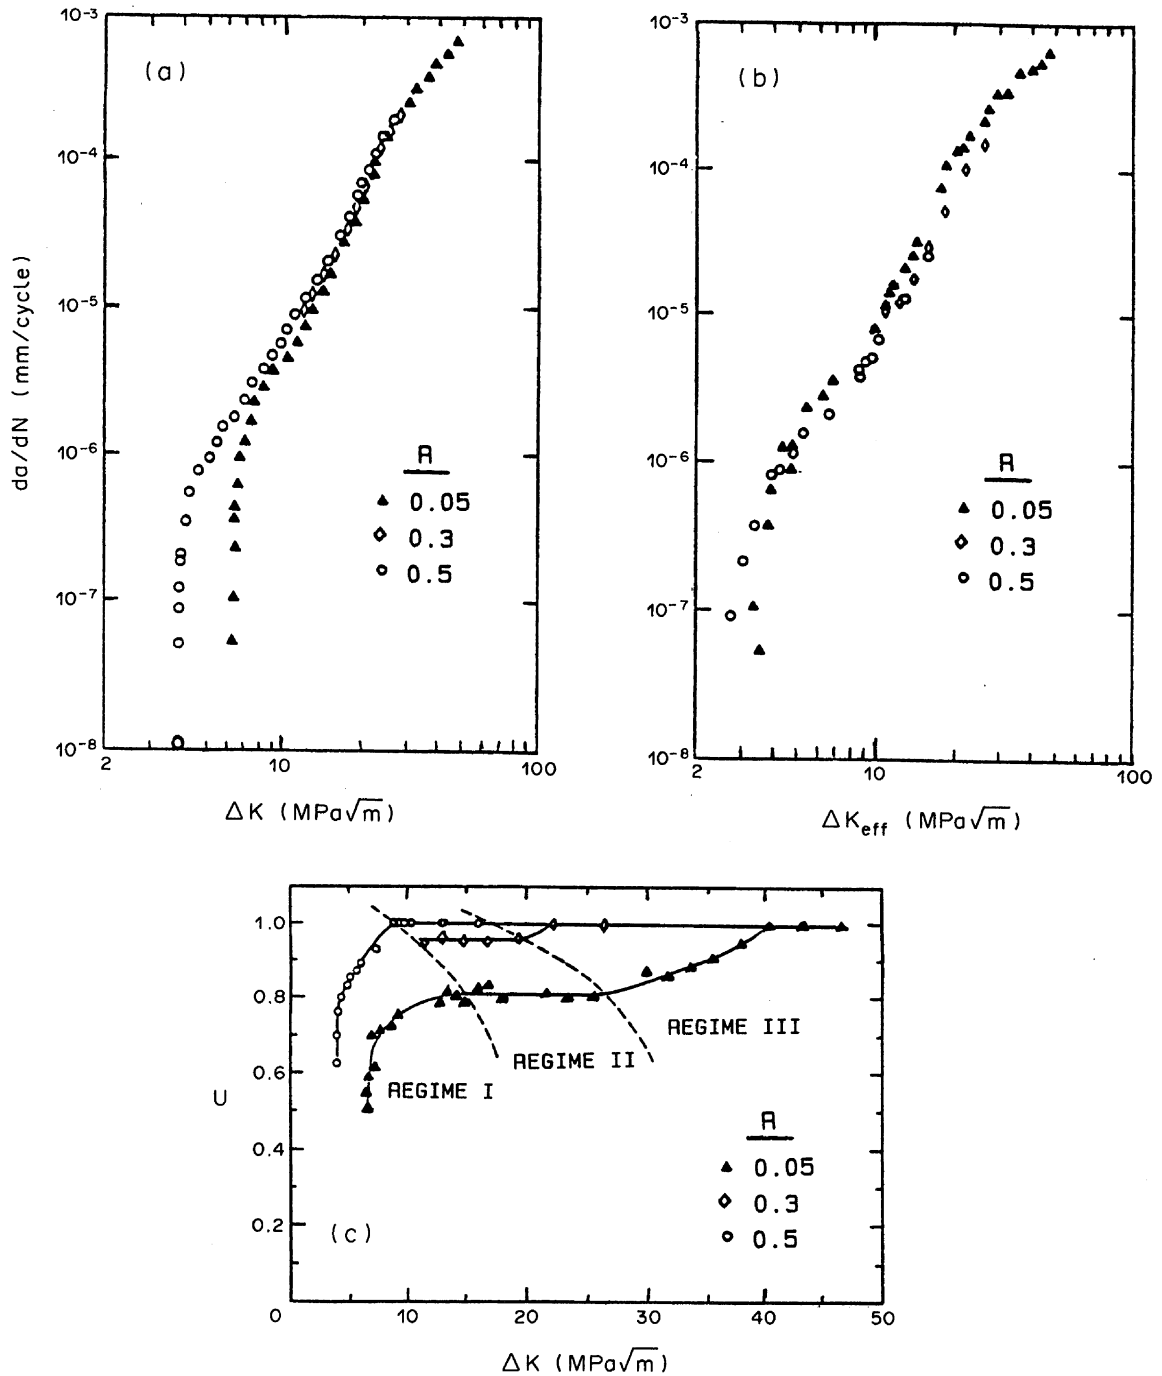 10⁻³
(a)
10⁻⁴
10⁻⁵
10⁻⁶
10⁻⁷
10⁻⁸
da/dN (mm/cycle)
R
0.05
0.3
0.5
2
10
100
ΔK (MPa√m)
10⁻³
(b)
10⁻⁴
10⁻⁵
10⁻⁶
10⁻⁷
10⁻⁸
R
0.05
0.3
0.5
2
10
100
ΔK_eff (MPa√m)
1.0
0.8
0.6
0.4
0.2
0
U
REGIME I
REGIME II
REGIME III
R
0.05
0.3
0.5
(c)
10
20
30
40
50
ΔK (MPa√m)